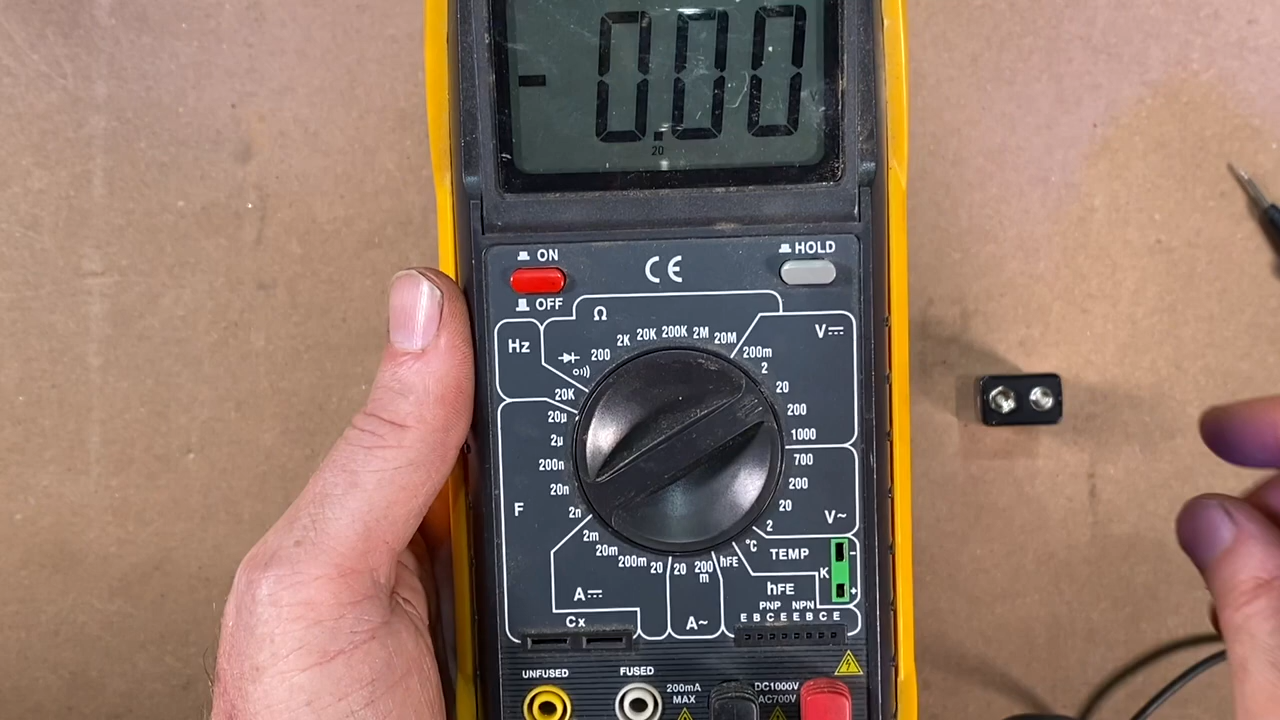 - 0.00
20
ON
HOLD
CE
OFF
Ω
Hz
200 2K 20K 200K 2M 20M
V
200m
2
20
200
1000
20K
20µ
2µ
200n
20n
2n
F
700
200
20
2
V~
2m
20m
200m
20
A
20
200
m
A~
hFE
°C
TEMP
K
-
+
hFE
PNP NPN
E B C E E B C E
Cx
UNFUSED
FUSED
200mA
MAX
DC1000V
AC700V